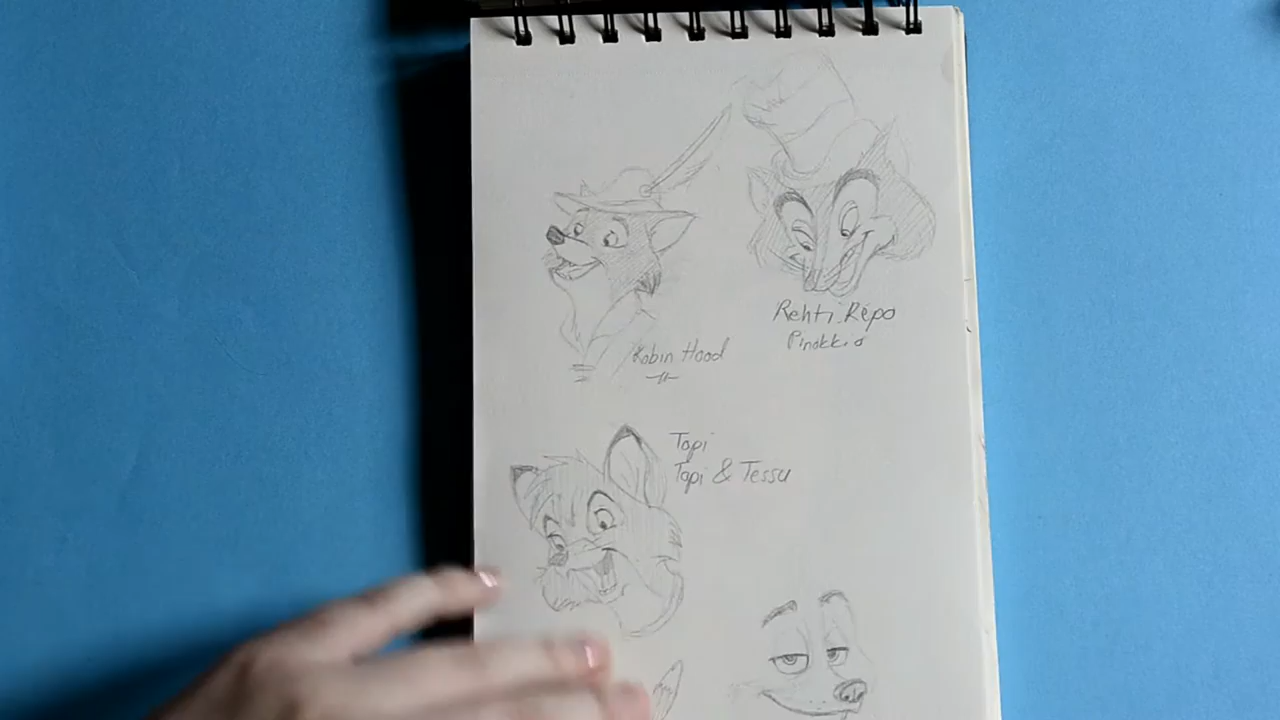 Rehti.Repo
Pinokkio
Robin Hood
-"-
Topi
Topi & Tessu